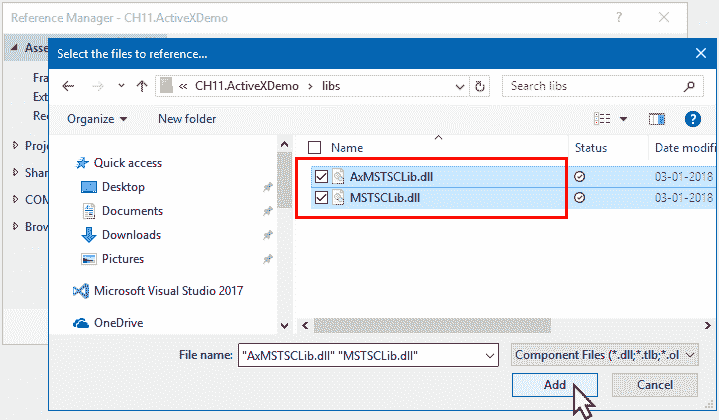 Reference Manager - CH11.ActiveXDemo ? ×
Asse
Select the files to reference... ×
« CH11.ActiveXDemo › libs Search libs
Fra
Ext
Rec
Organize New folder ?
Name Status Date modifi
Quick access
Proje
AxMSTSCLib.dll 03-01-2018
Desktop
Shar
MSTSCLib.dll 03-01-2018
Documents
COM
Downloads
Brow
Pictures
Microsoft Visual Studio 2017
OneDrive
File name: "AxMSTSCLib.dll" "MSTSCLib.dll" Component Files (*.dll;*.tlb;*.ol
Add Cancel